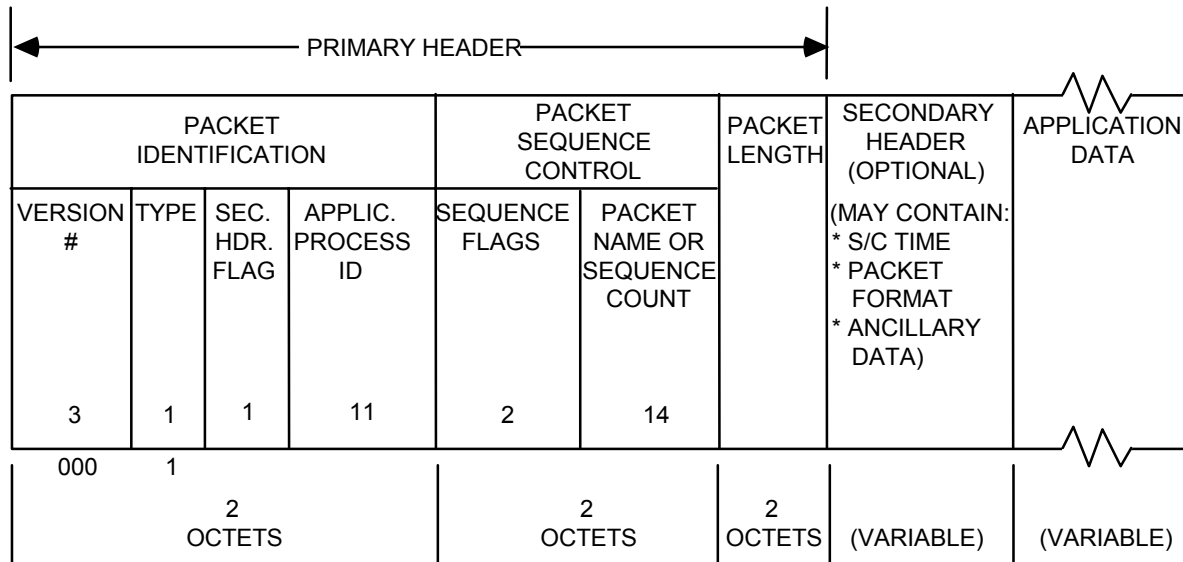 PRIMARY HEADER
PACKET
IDENTIFICATION
PACKET
SEQUENCE
CONTROL
PACKET
LENGTH
SECONDARY
HEADER
(OPTIONAL)
APPLICATION
DATA
VERSION
#
TYPE
SEC.
HDR.
FLAG
APPLIC.
PROCESS
ID
SEQUENCE
FLAGS
PACKET
NAME OR
SEQUENCE
COUNT
(MAY CONTAIN:
* S/C TIME
* PACKET
FORMAT
* ANCILLARY
DATA)
3
1
1
11
2
14
000
1
2
OCTETS
2
OCTETS
2
OCTETS
(VARIABLE)
(VARIABLE)